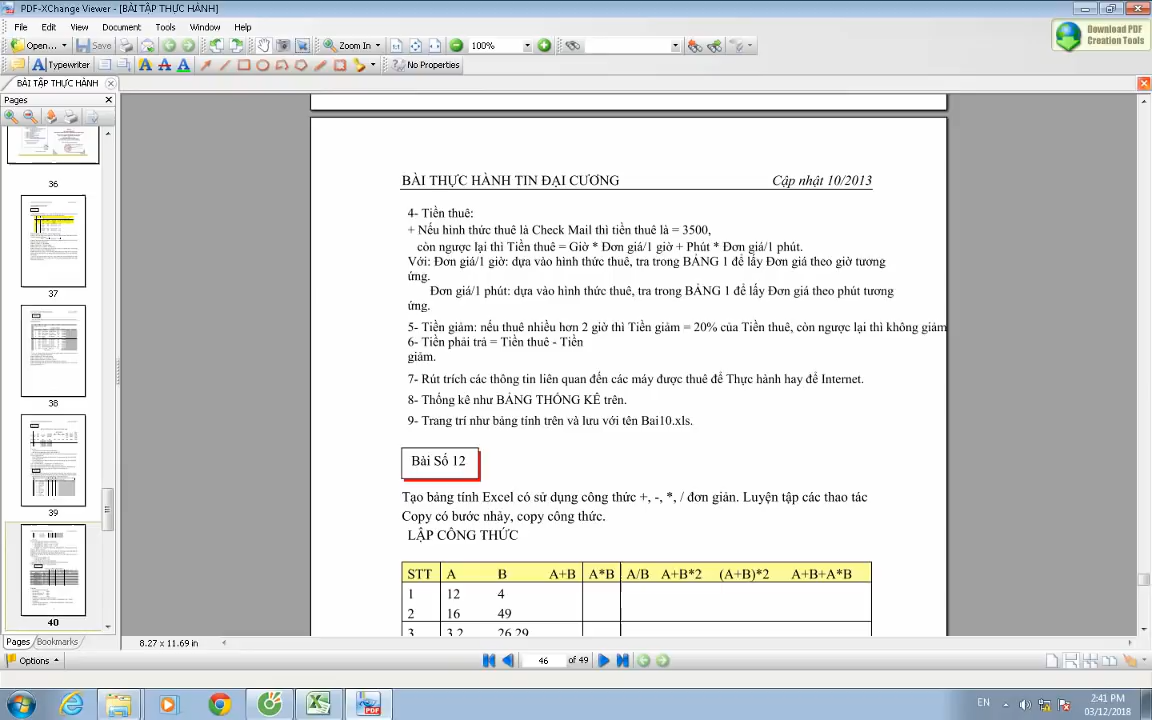 PDF-XChange Viewer - [BÀI TẬP THỰC HÀNH]
File Edit View Document Tools Window Help
Open... Save Zoom In 100%
Download PDF
Creation Tools
Typewriter No Properties
BÀI TẬP THỰC HÀNH
Pages
36
37
38
39
40
BÀI THỰC HÀNH TIN ĐẠI CƯƠNG Cập nhật 10/2013
4- Tiền thuê:
+ Nếu hình thức thuê là Check Mail thì tiền thuê là = 3500,
còn ngược lại thì Tiền thuê = Giờ * Đơn giá/1 giờ + Phút * Đơn giá/1 phút.
Với: Đơn giá/1 giờ: dựa vào hình thức thuê, tra trong BẢNG 1 để lấy Đơn giá theo giờ tương
ứng.
Đơn giá/1 phút: dựa vào hình thức thuê, tra trong BẢNG 1 để lấy Đơn giá theo phút tương
ứng.
5- Tiền giảm: nếu thuê nhiều hơn 2 giờ thì Tiền giảm = 20% của Tiền thuê, còn ngược lại thì không giảm
6- Tiền phải trả = Tiền thuê - Tiền
giảm.
7- Rút trích các thông tin liên quan đến các máy được thuê để Thực hành hay để Internet.
8- Thống kê như BẢNG THỐNG KÊ trên.
9- Trang trí như bảng tính trên và lưu với tên Bai10.xls.
Bài Số 12
Tạo bảng tính Excel có sử dụng công thức +, -, *, / đơn giản. Luyện tập các thao tác
Copy có bước nhảy, copy công thức.
LẬP CÔNG THỨC
STT A B A+B A*B A/B A+B*2 (A+B)*2 A+B+A*B
1 12 4
2 16 49
3 3.2 26.29
Pages Bookmarks
8.27 x 11.69 in
Options
46 of 49
EN
2:41 PM
03/12/2018